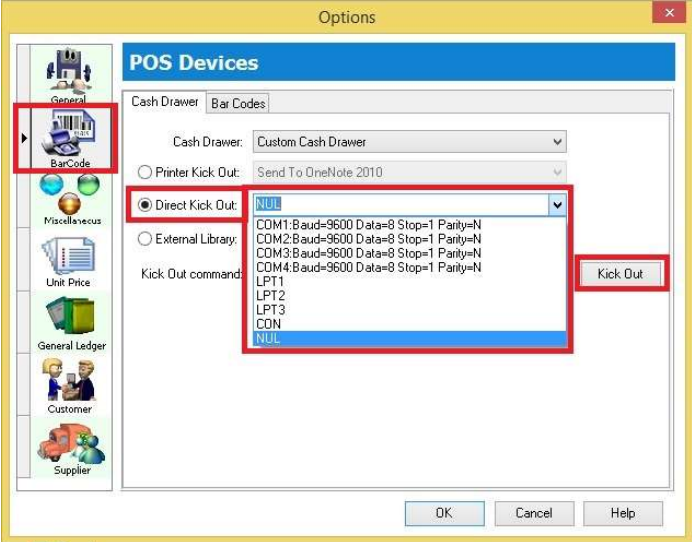 Options
x
General
BarCode
Miscellanecus
Unit Price
General Ledger
Customer
Supplier
POS Devices
Cash Drawer
Bar Codes
Cash Drawer: Custom Cash Drawer
Printer Kick Out: Send To OneNote 2010
Direct Kick Out: NUL
COM1:Baud=9600 Data=8 Stop=1 Parity=N
External Library: COM2:Baud=9600 Data=8 Stop=1 Parity=N
COM3:Baud=9600 Data=8 Stop=1 Parity=N
Kick Out command: COM4:Baud=9600 Data=8 Stop=1 Parity=N
LPT1
LPT2
LPT3
CON
NUL
Kick Out
OK
Cancel
Help